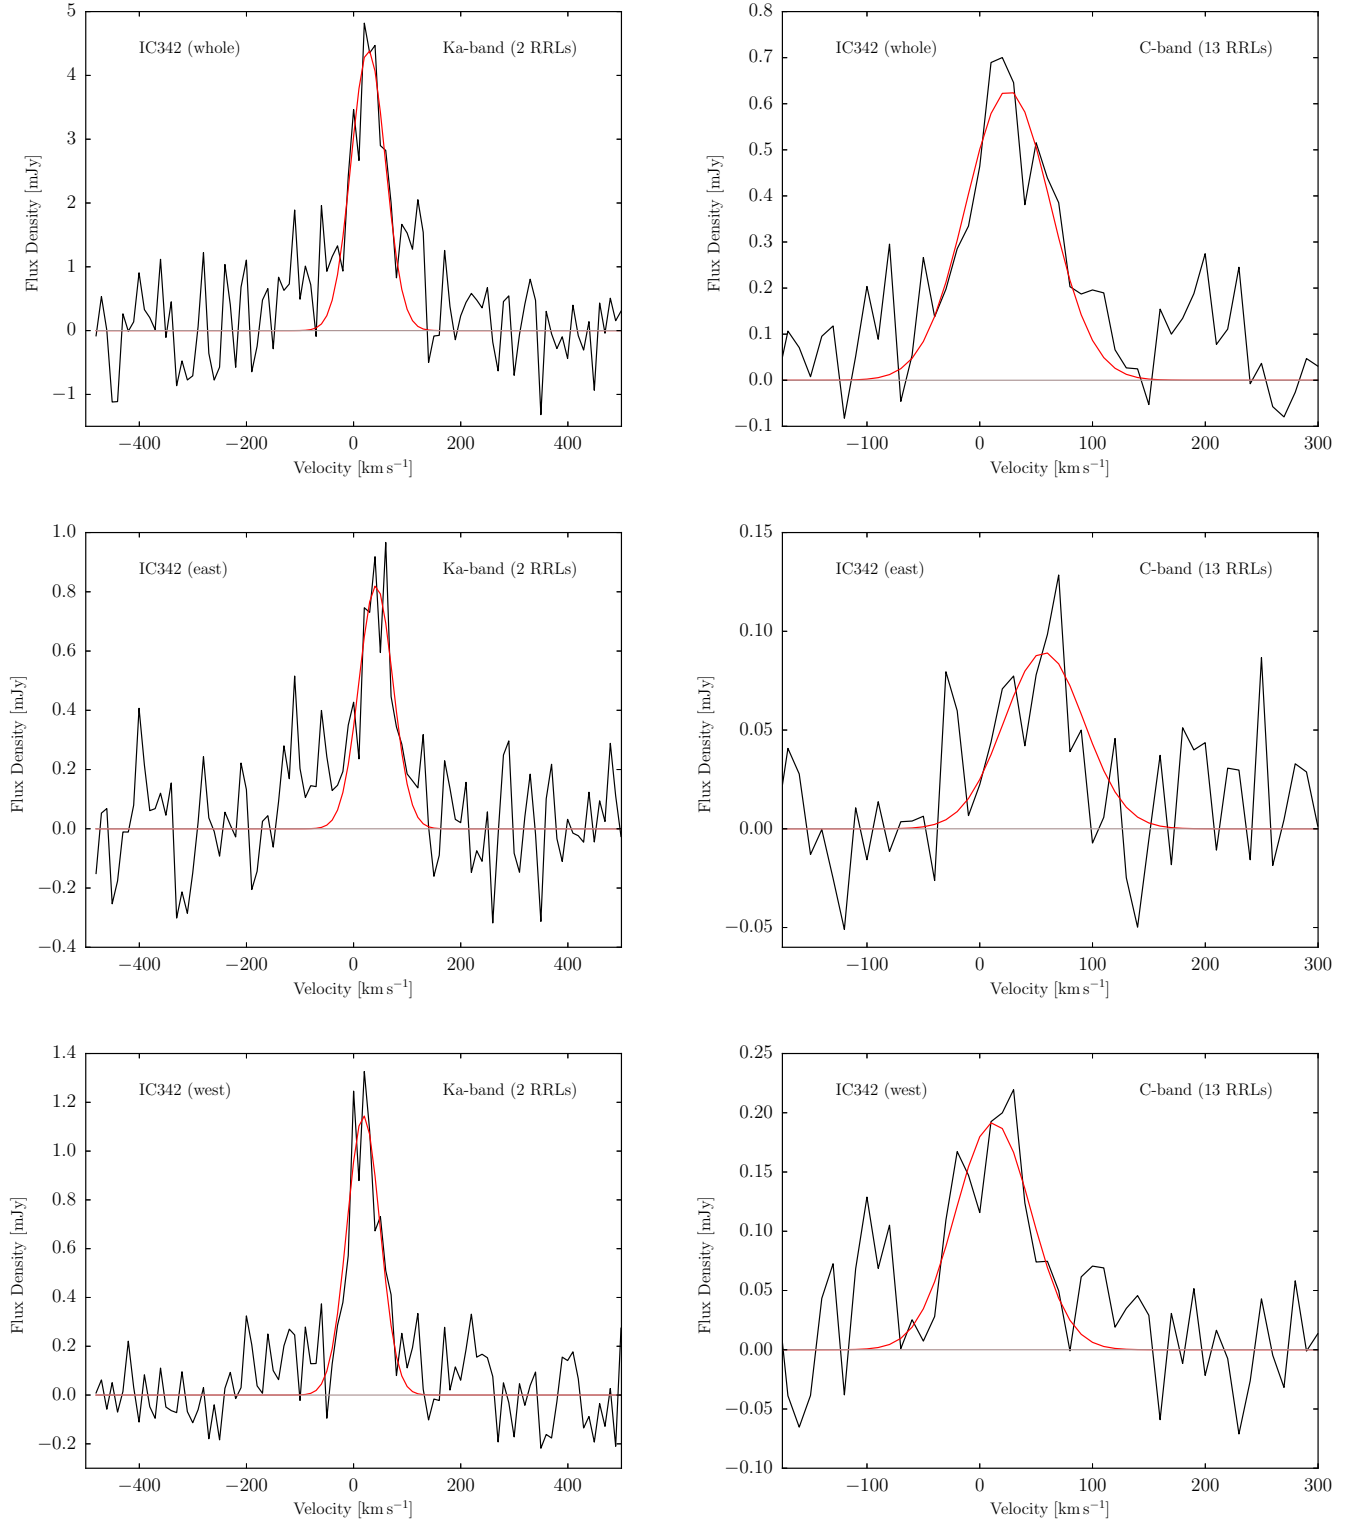 IC342 (whole) Ka-band (2 RRLs)
5
4
3
2
1
0
−1
Flux Density [mJy]
−400 −200 0 200 400
Velocity [km s⁻¹]
IC342 (whole) C-band (13 RRLs)
0.8
0.7
0.6
0.5
0.4
0.3
0.2
0.1
0.0
−0.1
Flux Density [mJy]
−100 0 100 200 300
Velocity [km s⁻¹]
IC342 (east) Ka-band (2 RRLs)
1.0
0.8
0.6
0.4
0.2
0.0
−0.2
−0.4
Flux Density [mJy]
−400 −200 0 200 400
Velocity [km s⁻¹]
IC342 (east) C-band (13 RRLs)
0.15
0.10
0.05
0.00
−0.05
Flux Density [mJy]
−100 0 100 200 300
Velocity [km s⁻¹]
IC342 (west) Ka-band (2 RRLs)
1.4
1.2
1.0
0.8
0.6
0.4
0.2
0.0
−0.2
Flux Density [mJy]
−400 −200 0 200 400
Velocity [km s⁻¹]
IC342 (west) C-band (13 RRLs)
0.25
0.20
0.15
0.10
0.05
0.00
−0.05
−0.10
Flux Density [mJy]
−100 0 100 200 300
Velocity [km s⁻¹]